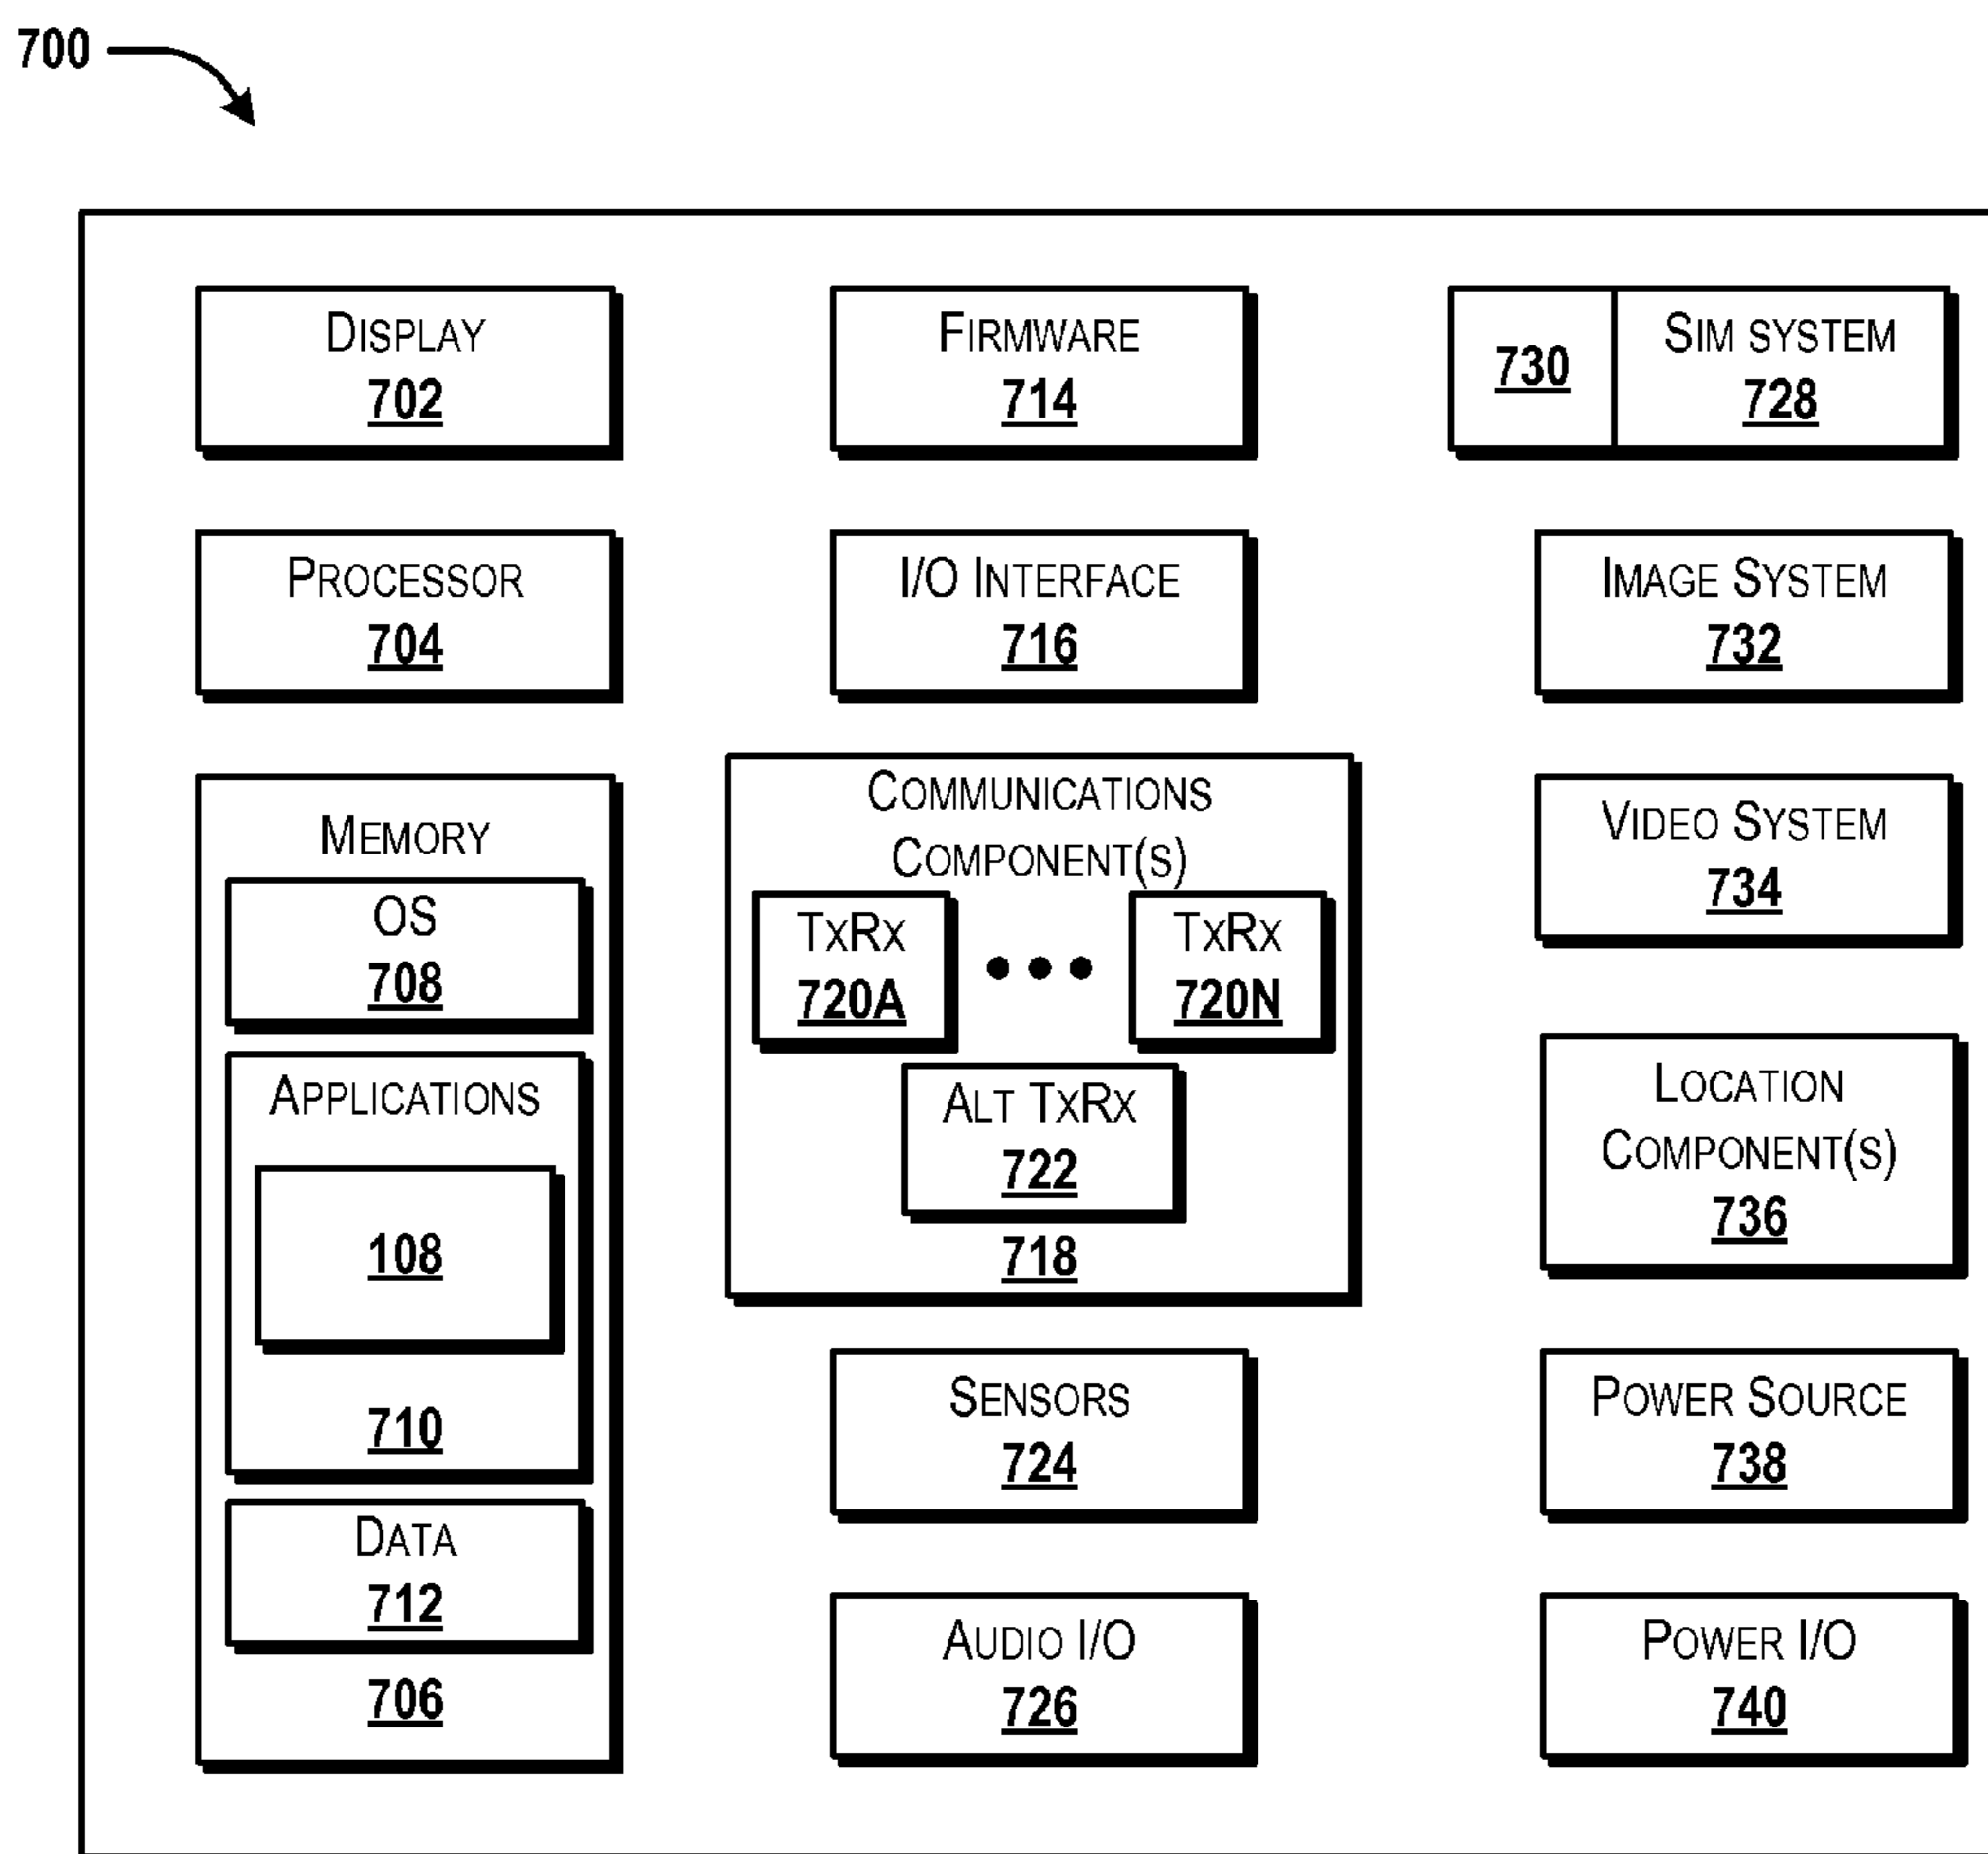 700
Display
702
Processor
704
Memory
OS
708
Applications
108
710
Data
712
706
Firmware
714
I/O Interface
716
Communications
Component(s)
TxRx
720A
TxRx
720N
Alt TxRx
722
718
Sensors
724
Audio I/O
726
730
Sim system
728
Image System
732
Video System
734
Location
Component(s)
736
Power Source
738
Power I/O
740